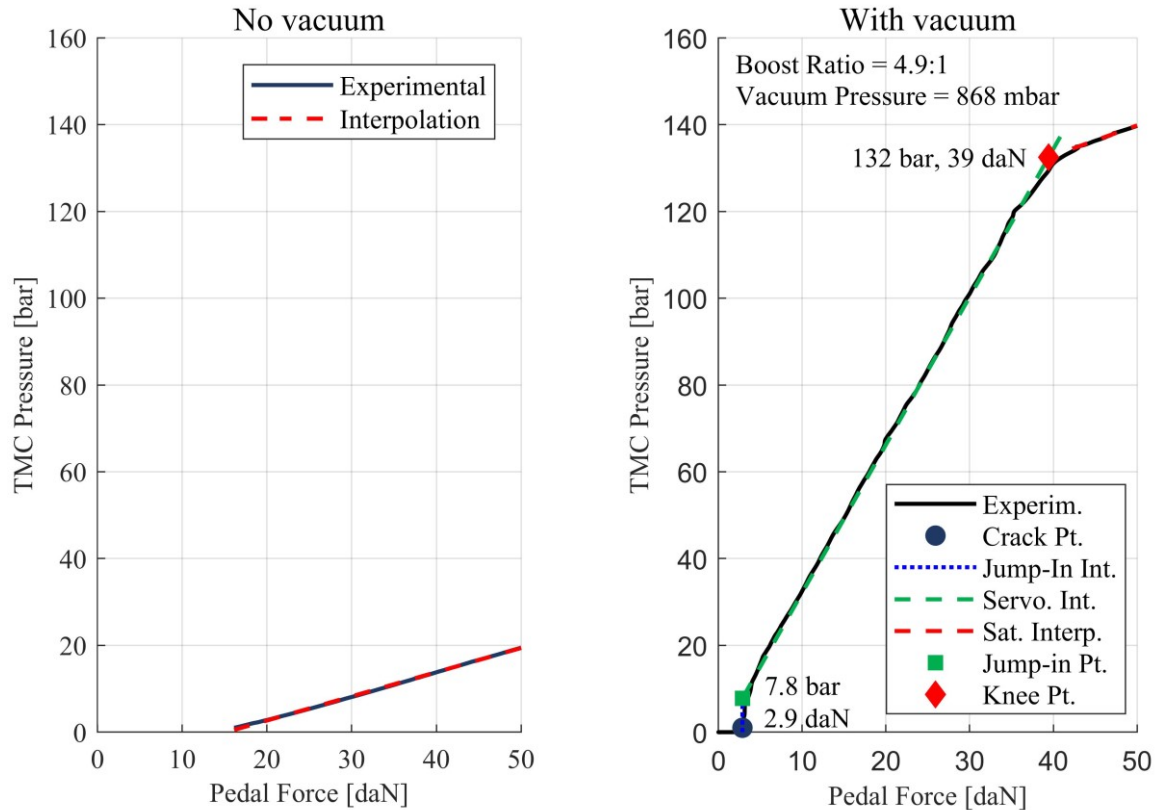 No vacuum
160
140
120
100
80
60
40
20
0
TMC Pressure [bar]
Experimental
Interpolation
0 10 20 30 40 50
Pedal Force [daN]
With vacuum
160
140
120
100
80
60
40
20
0
TMC Pressure [bar]
Boost Ratio = 4.9:1
Vacuum Pressure = 868 mbar
132 bar, 39 daN
Experim.
Crack Pt.
Jump-In Int.
Servo. Int.
Sat. Interp.
Jump-in Pt.
Knee Pt.
7.8 bar
2.9 daN
0 10 20 30 40 50
Pedal Force [daN]